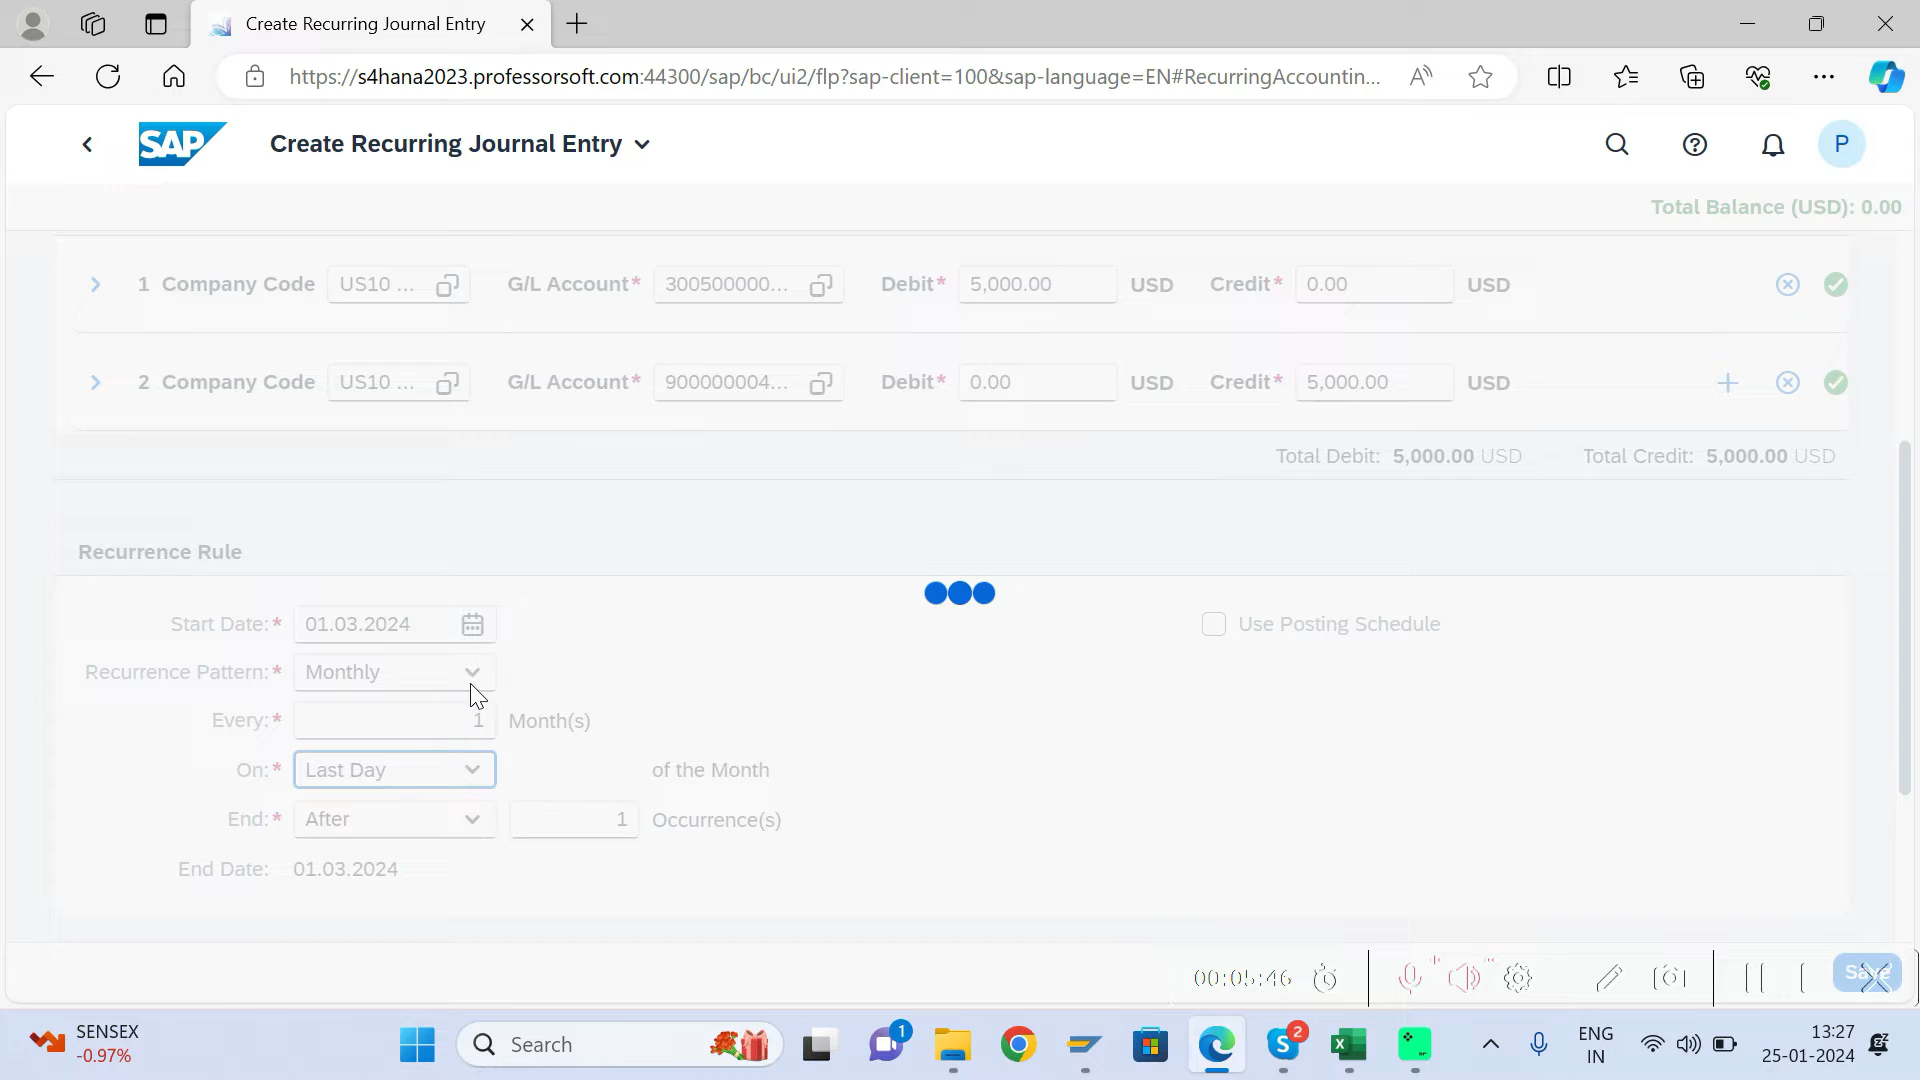 Create Recurring Journal Entry
https://s4hana2023.professorsoft.com:44300/sap/bc/ui2/flp?sap-client=100&sap-language=EN#RecurringAccountin...
SAP Create Recurring Journal Entry P
Total Balance (USD): 0.00
1 Company Code US10 ... G/L Account* 300500000... Debit* 5,000.00 USD Credit* 0.00 USD
2 Company Code US10 ... G/L Account* 900000004... Debit* 0.00 USD Credit* 5,000.00 USD
Total Debit: 5,000.00 USD Total Credit: 5,000.00 USD
Recurrence Rule
Start Date:* 01.03.2024 Use Posting Schedule
Recurrence Pattern:* Monthly
Every:* 1 Month(s)
On:* Last Day of the Month
End:* After 1 Occurrence(s)
End Date: 01.03.2024
00:05:46 Save
SENSEX
-0.97%
Search
1
2
ENG
IN
13:27
25-01-2024